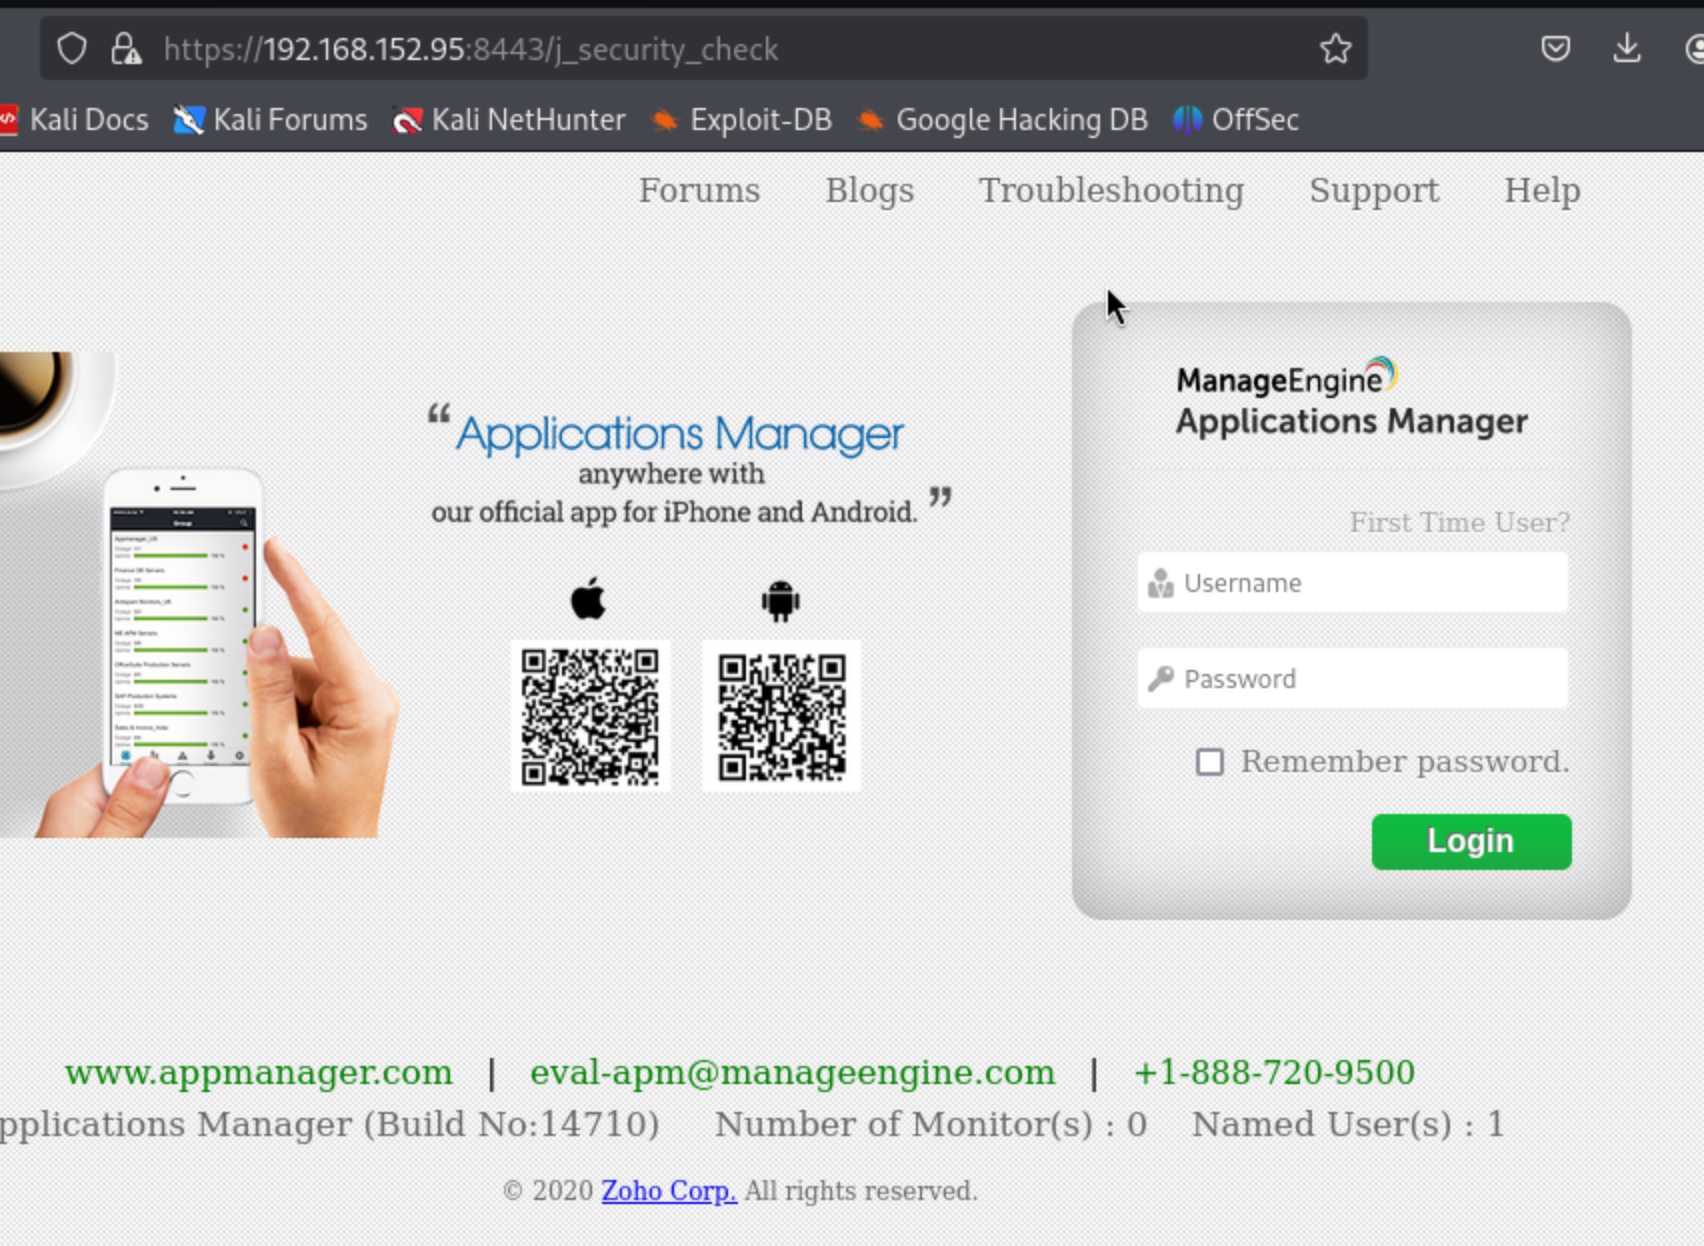 https://192.168.152.95:8443/j_security_check
Kali Docs Kali Forums Kali NetHunter Exploit-DB Google Hacking DB OffSec
Forums Blogs Troubleshooting Support Help
ManageEngine
Applications Manager
“Applications Manager
anywhere with
our official app for iPhone and Android.”
First Time User?
Username
Password
Remember password.
Login
Group
www.appmanager.com | eval-apm@manageengine.com | +1-888-720-9500
pplications Manager (Build No:14710) Number of Monitor(s) : 0 Named User(s) : 1
© 2020 Zoho Corp. All rights reserved.